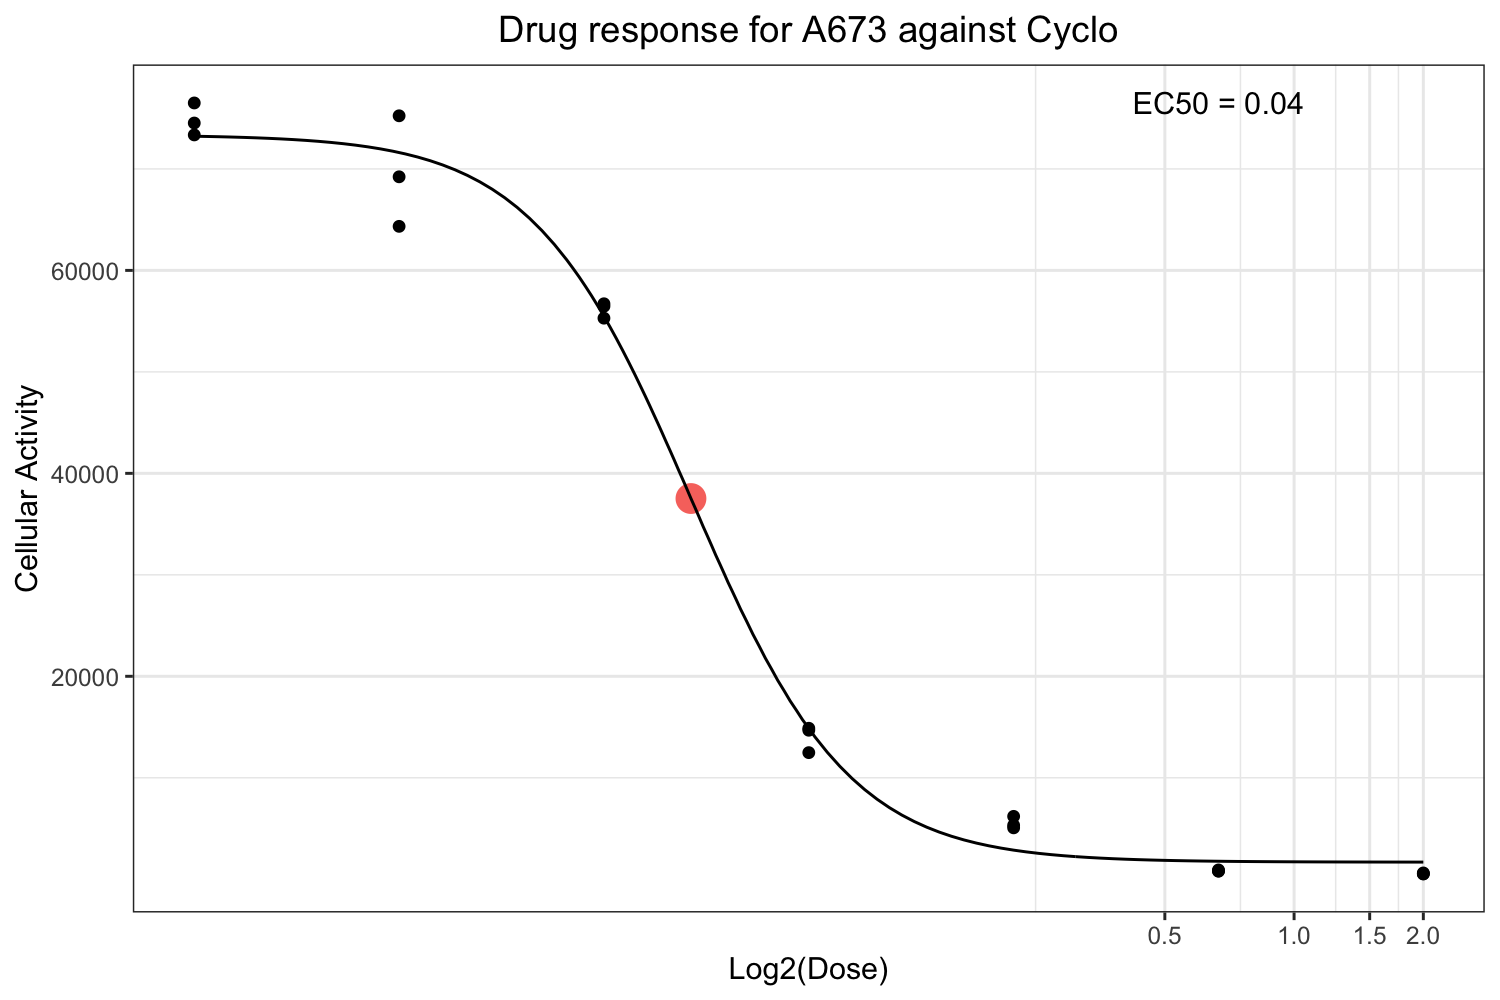 Drug response for A673 against Cyclo
EC50 = 0.04
60000
40000
20000
Cellular Activity
0.5 1.0 1.5 2.0
Log2(Dose)